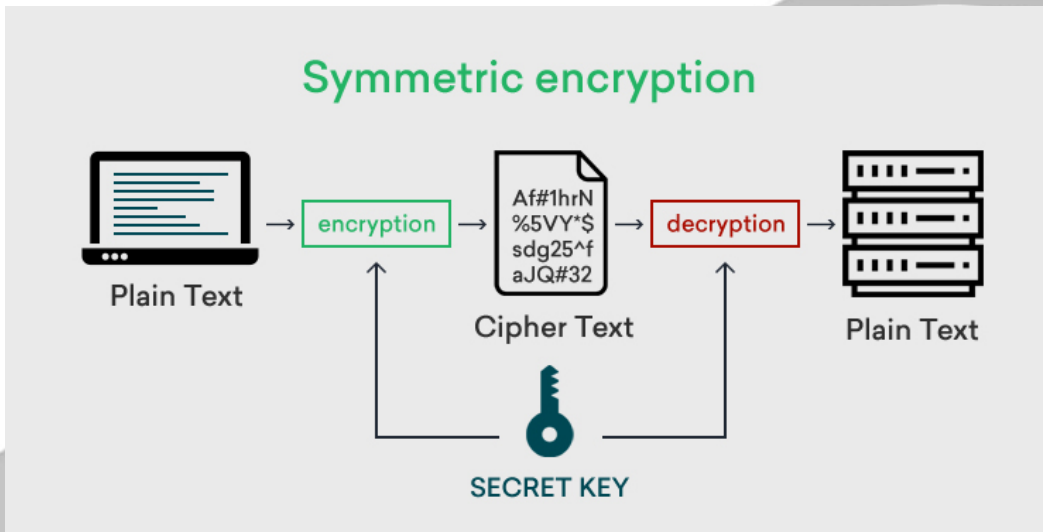 Symmetric encryption
Plain Text
encryption
Af#1hrN
%5VY*$
sdg25^f
aJQ#32
Cipher Text
decryption
Plain Text
SECRET KEY